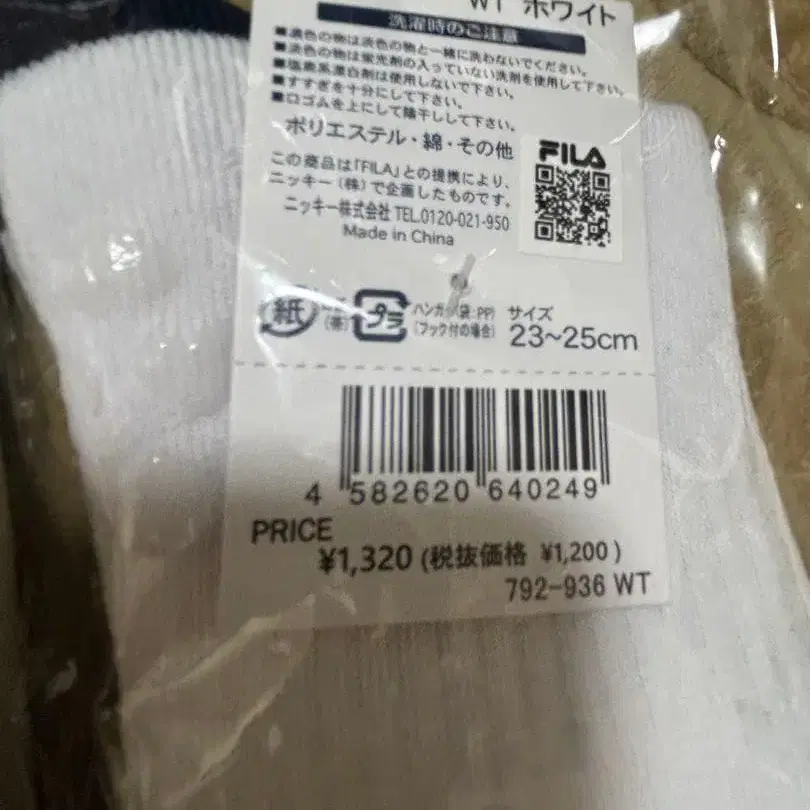 WT ホワイト
洗濯時のご注意
■濃色の物は淡色の物と一緒に洗わないでください。
■淡色の物は蛍光剤の入っていない洗剤を使用して下さい。
■塩素系漂白剤は使用しないで下さい。
■すすぎを十分にして下さい。
■口ゴムを上にして陰干しして下さい。
ポリエステル・綿・その他
この商品は「FILA」との提携により、
ニッキー(株)で企画したものです。
ニッキー株式会社 TEL.0120-021-950
Made in China
FILA
紙
(株)
プラ
(袋:PP)
(フック付の場合)
サイズ
23~25cm
4 582620 640249
PRICE
¥1,320 (税抜価格 ¥1,200)
792-936 WT